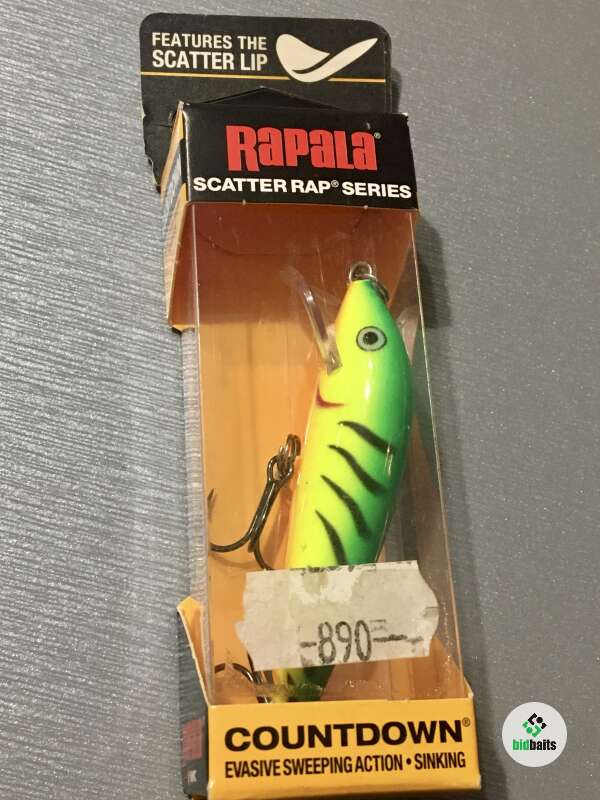 FEATURES THE
SCATTER LIP
RAPALA®
SCATTER RAP® SERIES
-890-
COUNTDOWN®
EVASIVE SWEEPING ACTION • SINKING
bidbaits